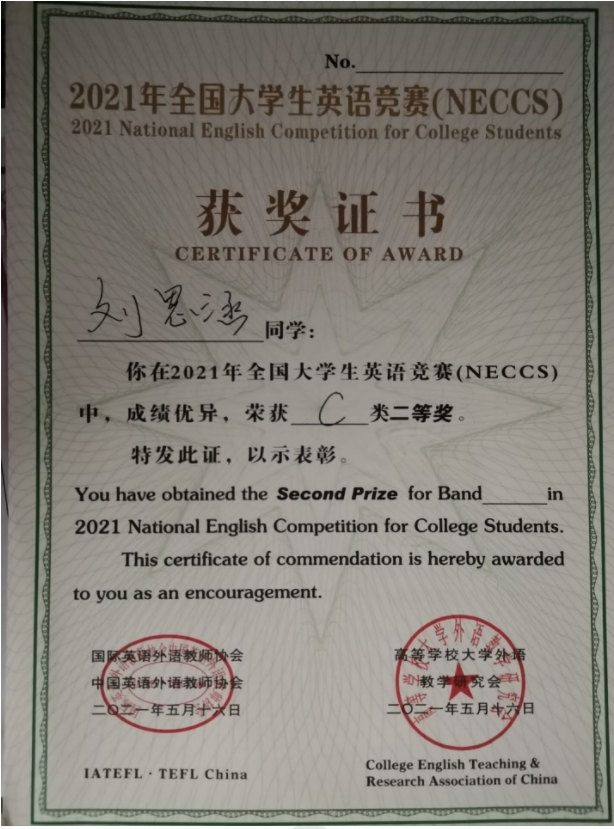 No.
2021年全国大学生英语竞赛(NECCS)
2021 National English Competition for College Students
获奖证书
CERTIFICATE OF AWARD
刘思涵 同学:
你在2021年全国大学生英语竞赛(NECCS)
中，成绩优异，荣获 C 类二等奖。
特发此证，以示表彰。
You have obtained the Second Prize for Band in
2021 National English Competition for College Students.
This certificate of commendation is hereby awarded
to you as an encouragement.
国际英语外语教师协会
中国英语外语教师协会
二〇二一年五月十六日
IATEFL · TEFL China
高等学校大学外语
教学研究会
二〇二一年五月十六日
College English Teaching &
Research Association of China